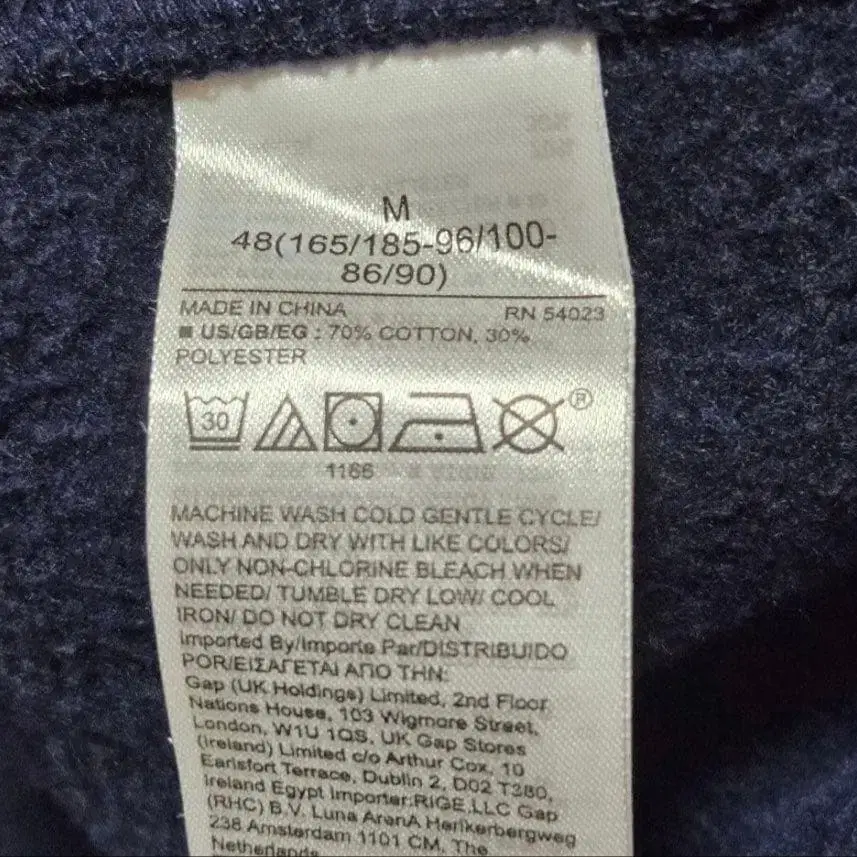 M
48(165/185-96/100-
86/90)
MADE IN CHINA RN 54023
US/GB/EG : 70% COTTON, 30%
POLYESTER
30
®
1166
MACHINE WASH COLD GENTLE CYCLE/
WASH AND DRY WITH LIKE COLORS/
ONLY NON-CHLORINE BLEACH WHEN
NEEDED/ TUMBLE DRY LOW/ COOL
IRON/ DO NOT DRY CLEAN
Imported By/Importe Par/DISTRIBUIDO
POR/ΕΙΣΑΓΕΤΑΙ ΑΠΟ ΤΗΝ:
Gap (UK Holdings) Limited, 2nd Floor,
Nations House, 103 Wigmore Street,
London, W1U 1QS, UK Gap Stores
(Ireland) Limited c/o Arthur Cox, 10
Earlsfort Terrace, Dublin 2, D02 T380,
Ireland Egypt Importer:RIGE,LLC Gap
(RHC) B.V. Luna ArenA Herikerbergweg
238 Amsterdam 1101 CM, The
Netherlands